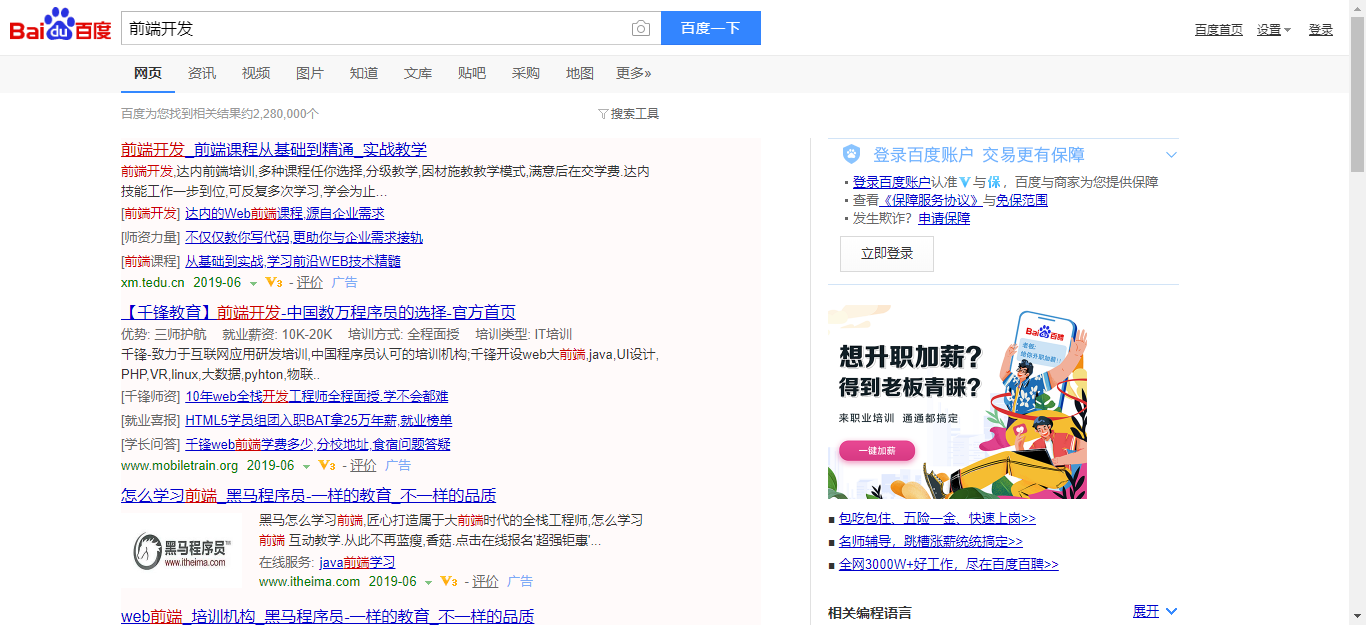 Bai du 百度
前端开发
百度一下
百度首页 设置 登录
网页 资讯 视频 图片 知道 文库 贴吧 采购 地图 更多»
百度为您找到相关结果约2,280,000个
搜索工具
前端开发_前端课程从基础到精通_实战教学
前端开发,达内前端培训,多种课程任你选择,分级教学,因材施教教学模式,满意后在交学费.达内
技能工作一步到位,可反复多次学习,学会为止...
[前端开发] 达内的Web前端课程,源自企业需求
[师资力量] 不仅仅教你写代码,更助你与企业需求接轨
[前端课程] 从基础到实战,学习前沿WEB技术精髓
xm.tedu.cn 2019-06 V3 - 评价 广告
【千锋教育】前端开发-中国数万程序员的选择-官方首页
优势: 三师护航 就业薪资: 10K-20K 培训方式: 全程面授 培训类型: IT培训
千锋-致力于互联网应用研发培训,中国程序员认可的培训机构;千锋开设web大前端,java,UI设计,
PHP,VR,linux,大数据,pyhton,物联..
[千锋师资] 10年web全栈开发工程师全程面授.学不会都难
[就业喜报] HTML5学员组团入职BAT拿25万年薪,就业榜单
[学长问答] 千锋web前端学费多少,分校地址,食宿问题答疑
www.mobiletrain.org 2019-06 V3 - 评价 广告
怎么学习前端_黑马程序员-一样的教育_不一样的品质
黑马程序员™
www.itheima.com
黑马怎么学习前端,匠心打造属于大前端时代的全栈工程师,怎么学习
前端 互动教学.从此不再蓝瘦,香菇.点击在线报名'超强钜惠'...
在线服务: java前端学习
www.itheima.com 2019-06 V3 - 评价 广告
web前端_培训机构_黑马程序员-一样的教育_不一样的品质
登录百度账户 交易更有保障
▪ 登录百度账户认准V与保，百度与商家为您提供保障
▪ 查看《保障服务协议》与免保范围
▪ 发生欺诈？申请保障
立即登录
想升职加薪?
得到老板青睐?
来职业培训 通通都搞定
一键加薪
Bai du 百聘
老板:
给你升职加薪!!
■ 包吃包住、五险一金、快速上岗>>
■ 名师辅导，跳槽涨薪统统搞定>>
■ 全网3000W+好工作，尽在百度百聘>>
相关编程语言 展开